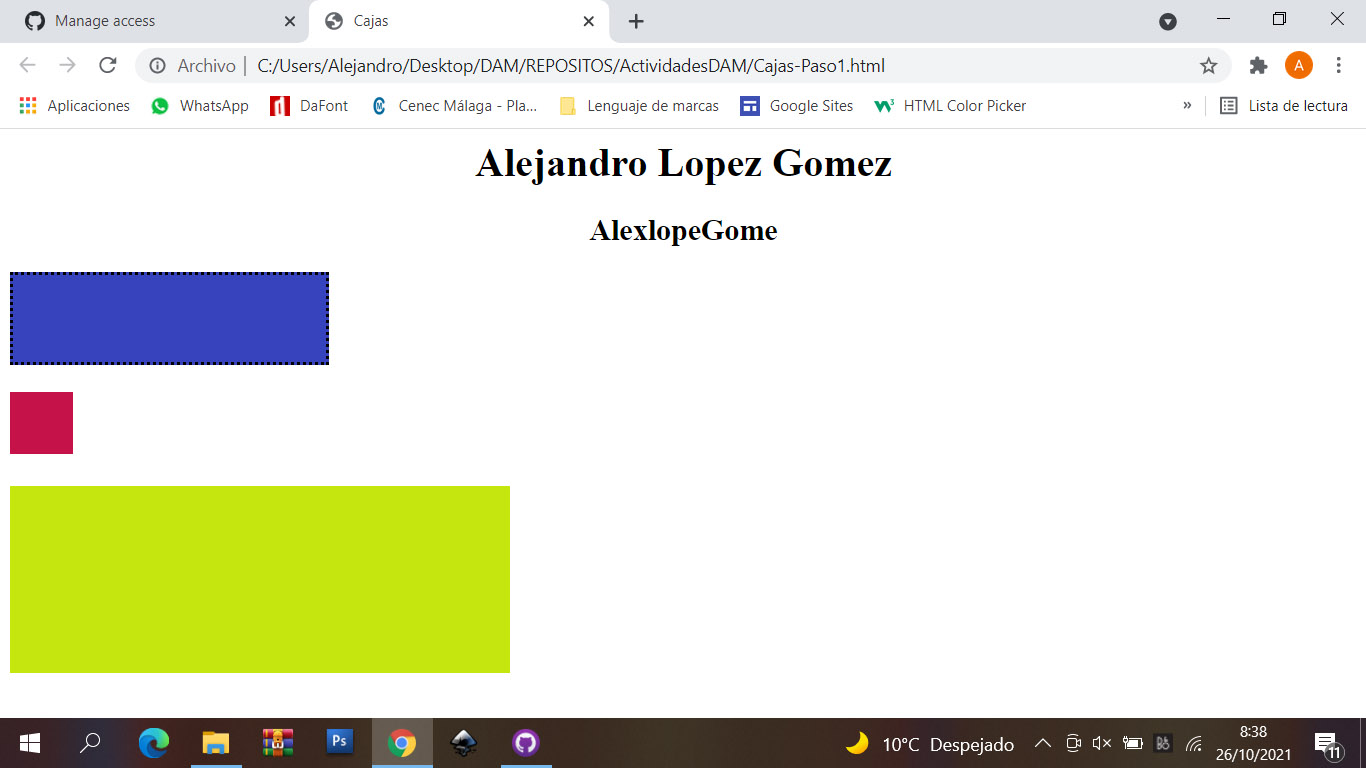 Manage access
Cajas
Archivo | C:/Users/Alejandro/Desktop/DAM/REPOSITOS/ActividadesDAM/Cajas-Paso1.html
A
Aplicaciones WhatsApp DaFont Cenec Málaga - Pla... Lenguaje de marcas Google Sites HTML Color Picker » Lista de lectura
Alejandro Lopez Gomez
AlexlopeGome
Ps
10°C Despejado
8:38
26/10/2021
11